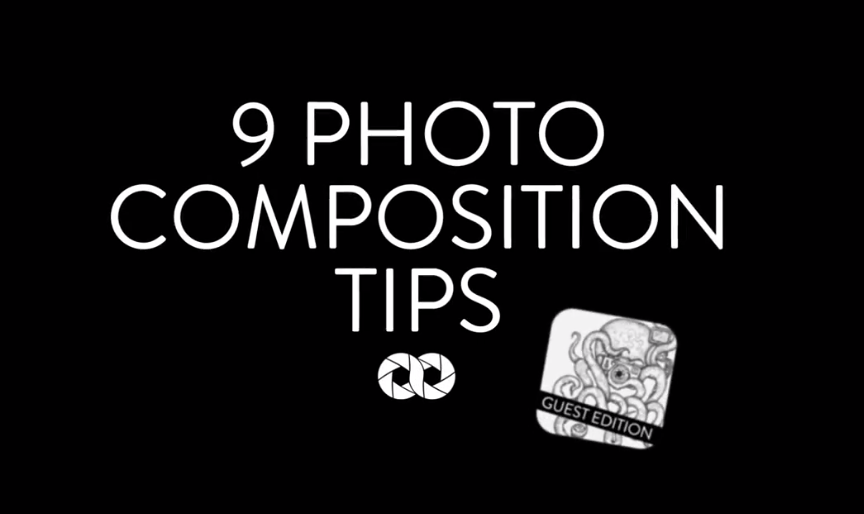 9 PHOTO
COMPOSITION
TIPS
GUEST EDITION